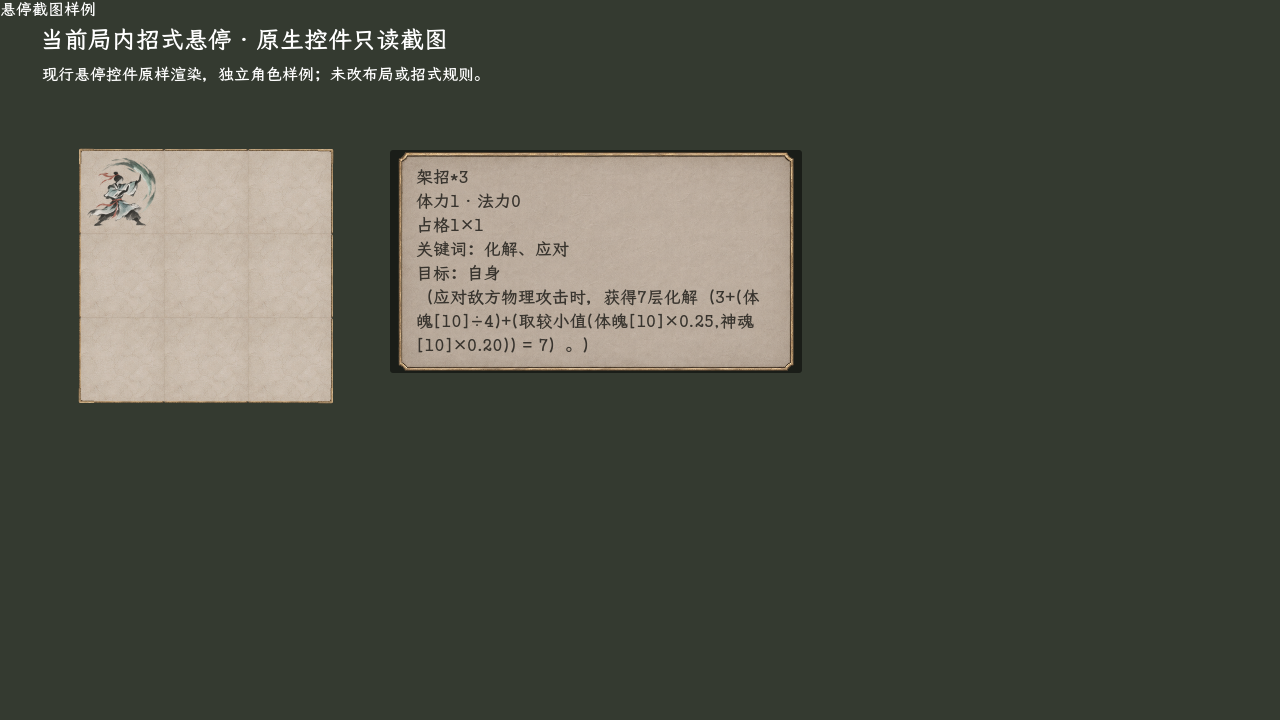 悬停截图样例
当前局内招式悬停 · 原生控件只读截图
现行悬停控件原样渲染，独立角色样例；未改布局或招式规则。
架招*3
体力1 · 法力0
占格1×1
关键词：化解、应对
目标：自身
（应对敌方物理攻击时，获得7层化解（3+(体
魄[10]÷4)+(取较小值(体魄[10]×0.25,神魂
[10]×0.20)) = 7）。)